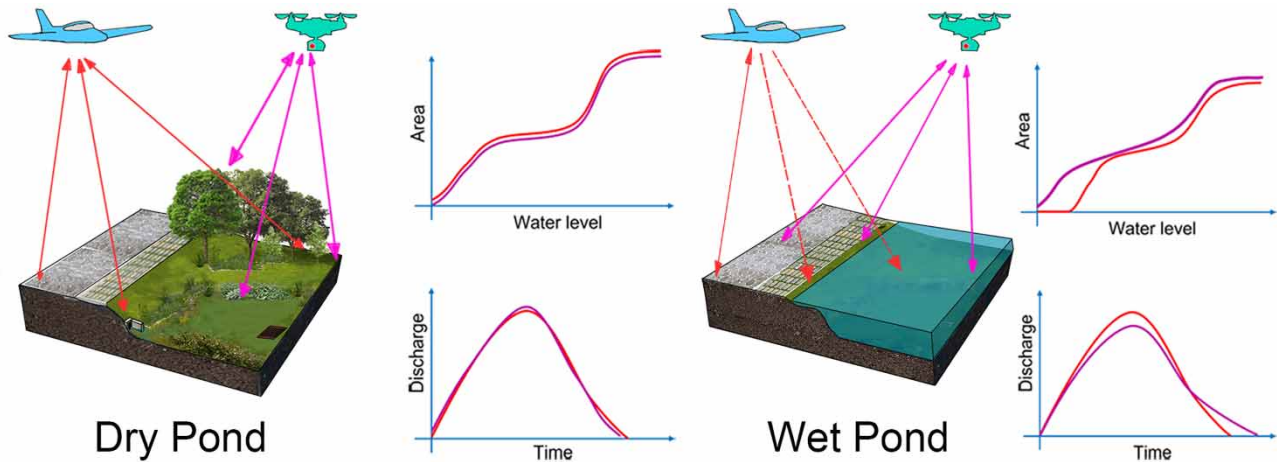 Area
Water level
Discharge
Time
Dry Pond
Area
Water level
Discharge
Time
Wet Pond